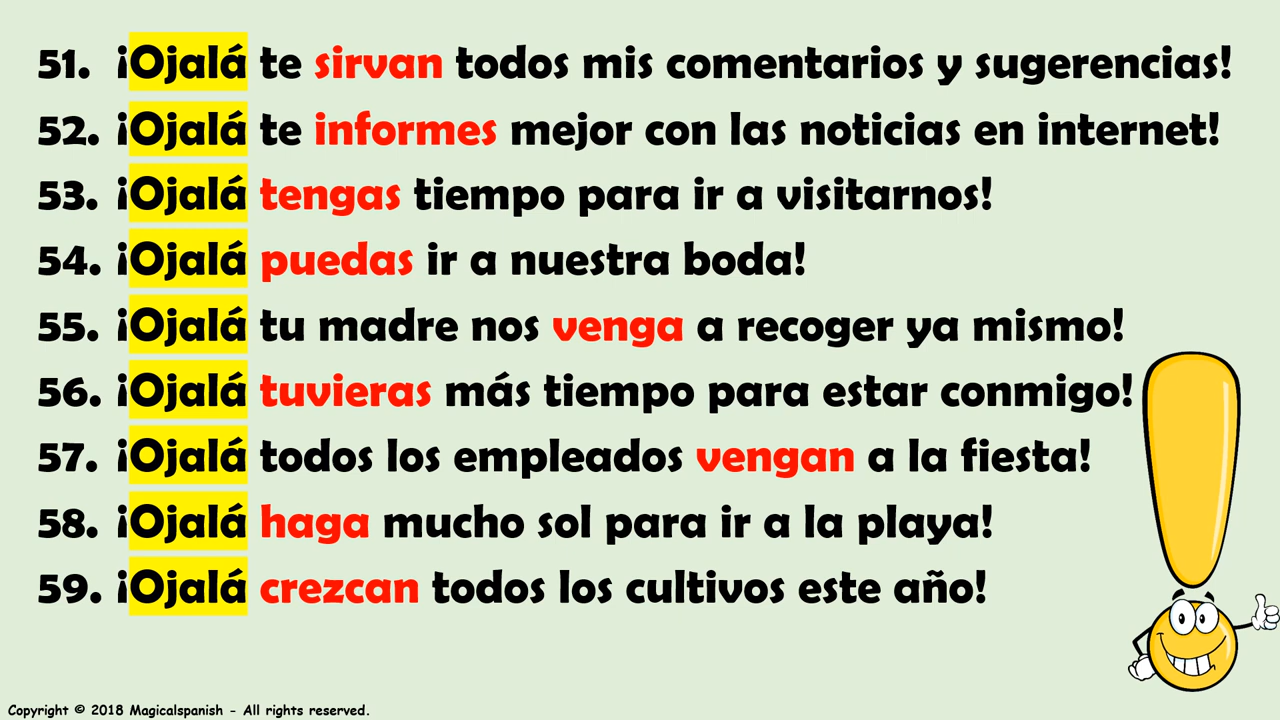 51. ¡Ojalá te sirvan todos mis comentarios y sugerencias!
52. ¡Ojalá te informes mejor con las noticias en internet!
53. ¡Ojalá tengas tiempo para ir a visitarnos!
54. ¡Ojalá puedas ir a nuestra boda!
55. ¡Ojalá tu madre nos venga a recoger ya mismo!
56. ¡Ojalá tuvieras más tiempo para estar conmigo!
57. ¡Ojalá todos los empleados vengan a la fiesta!
58. ¡Ojalá haga mucho sol para ir a la playa!
59. ¡Ojalá crezcan todos los cultivos este año!
Copyright © 2018 Magicalspanish - All rights reserved.